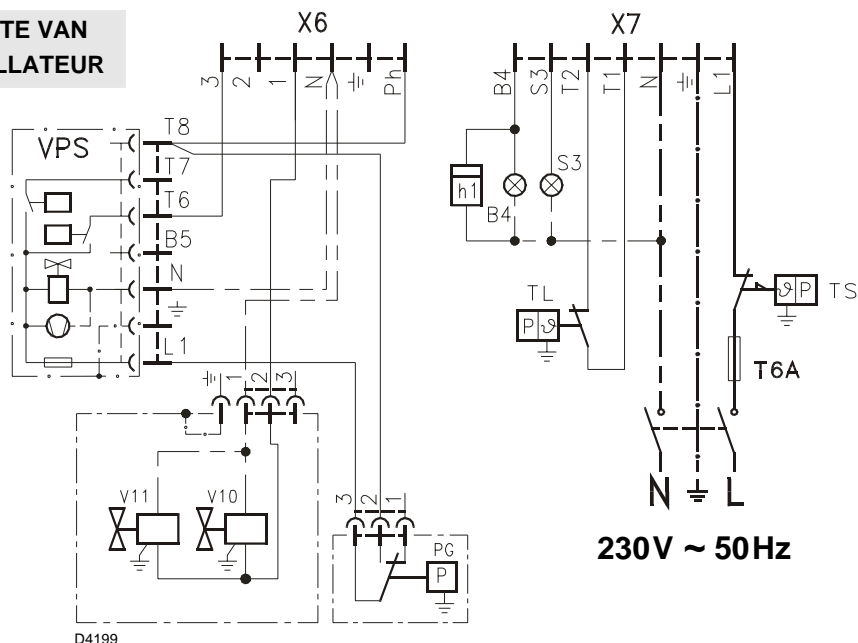 TE VAN
LLATEUR
X6
3
2
1
N
Ph
VPS
T8
T7
T6
B5
N
L1
1
2
3
V11
V10
3
2
1
PG
P
D4199
X7
B4
S3
T2
T1
N
L1
h1
B4
S3
TL
P ϑ
ϑ P
TS
T6A
N
L
230V ~ 50Hz